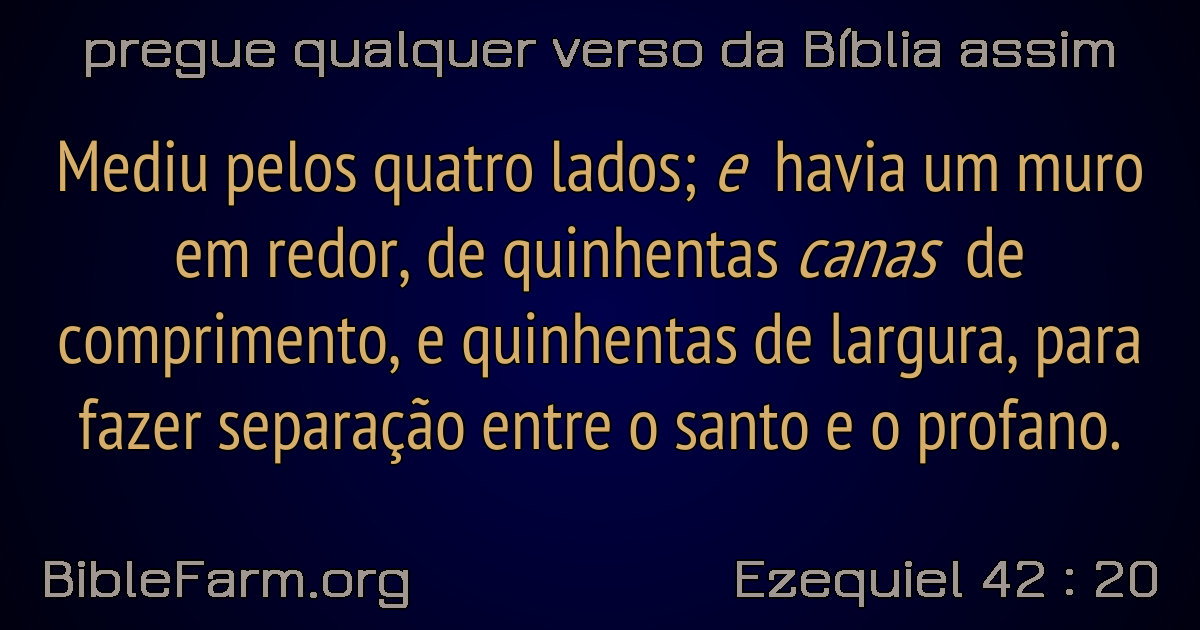 pregue qualquer verso da Bíblia assim
Mediu pelos quatro lados; e havia um muro
em redor, de quinhentas canas de
comprimento, e quinhentas de largura, para
fazer separação entre o santo e o profano.
BibleFarm.org
Ezequiel 42 : 20